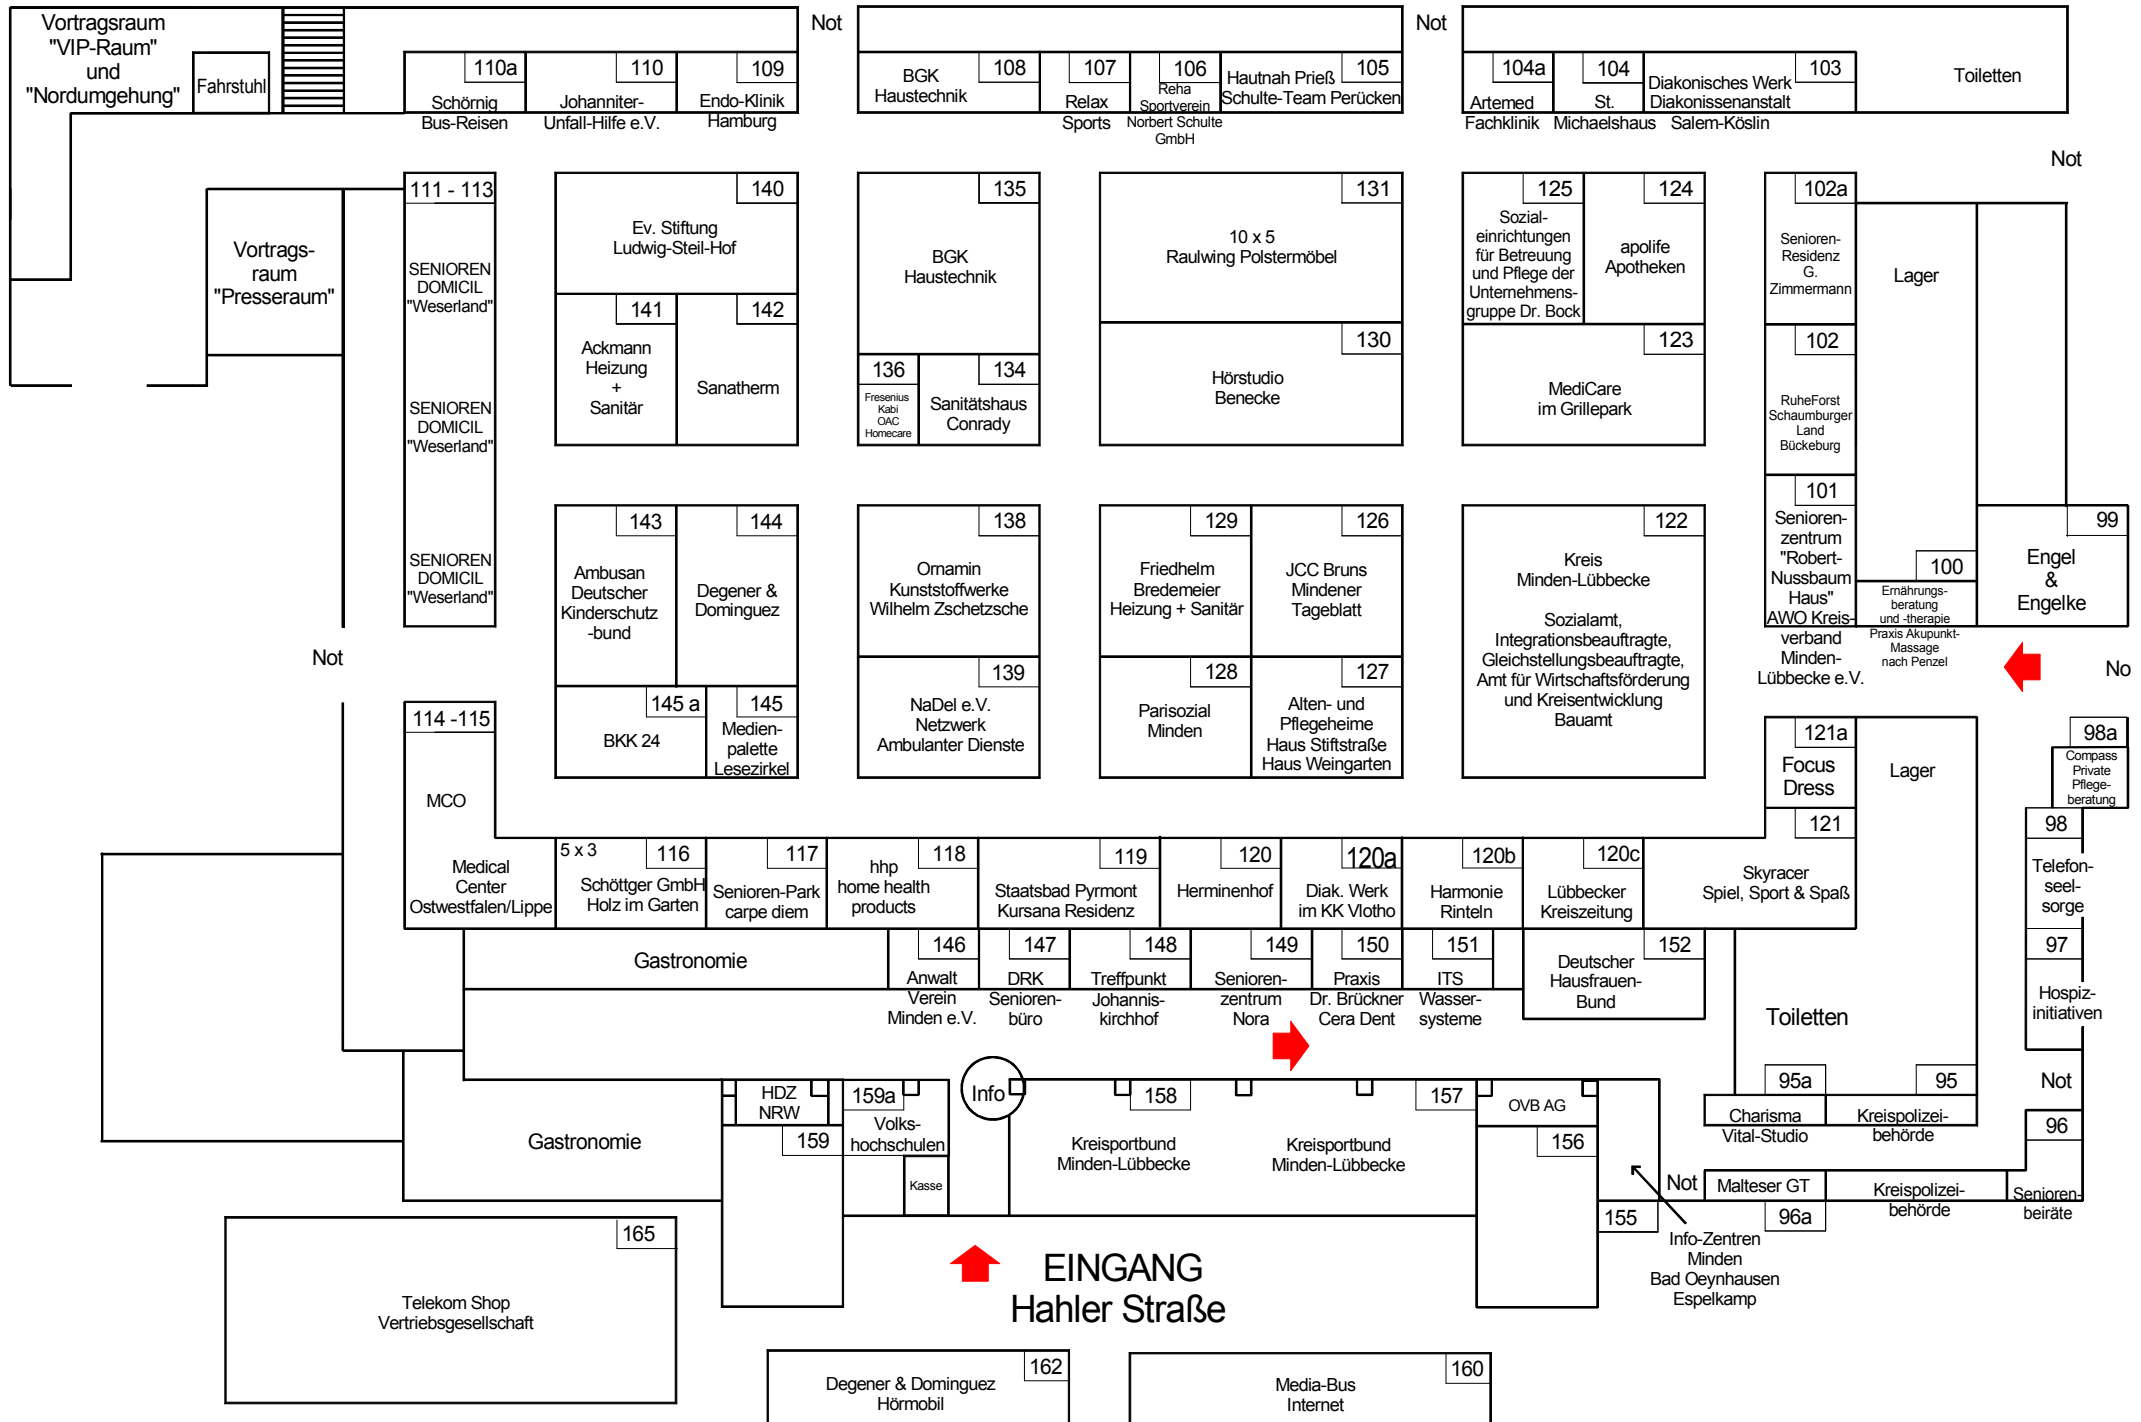 Vortragsraum
"VIP-Raum"
und
"Nordumgehung"
Fahrstuhl
Not
Not
110a
Schörnig
Bus-Reisen
110
Johanniter-
Unfall-Hilfe e.V.
109
Endo-Klinik
Hamburg
108
BGK
Haustechnik
107
Relax
Sports
106
Reha
Sportverein
Norbert Schulte
GmbH
105
Hautnah Prieß
Schulte-Team Perücken
104a
Artemed
Fachklinik
104
St.
Michaelshaus
103
Diakonisches Werk
Diakonissenanstalt
Salem-Köslin
Toiletten
Not
Vortrags-
raum
"Presseraum"
111 - 113
SENIOREN
DOMICIL
"Weserland"
SENIOREN
DOMICIL
"Weserland"
SENIOREN
DOMICIL
"Weserland"
140
Ev. Stiftung
Ludwig-Steil-Hof
141
Ackmann
Heizung
+
Sanitär
142
Sanatherm
135
BGK
Haustechnik
136
Fresenius
Kabi
OAC
Homecare
134
Sanitätshaus
Conrady
131
10 x 5
Raulwing Polstermöbel
130
Hörstudio
Benecke
125
Sozial-
einrichtungen
für Betreuung
und Pflege der
Unternehmens-
gruppe Dr. Bock
124
apolife
Apotheken
123
MediCare
im Grillepark
102a
Senioren-
Residenz
G.
Zimmermann
Lager
102
RuheForst
Schaumburger
Land
Bückeburg
101
Senioren-
zentrum
"Robert-
Nussbaum
Haus"
AWO Kreis-
verband
Minden-
Lübbecke e.V.
100
Ernährungs-
beratung
und -therapie
Praxis Akupunkt-
Massage
nach Penzel
99
Engel
&
Engelke
Not
No
143
Ambusan
Deutscher
Kinderschutz
-bund
144
Degener &
Dominguez
145 a
BKK 24
145
Medien-
palette
Lesezirkel
138
Ornamin
Kunststoffwerke
Wilhelm Zschetzsche
139
NaDel e.V.
Netzwerk
Ambulanter Dienste
129
Friedhelm
Bredemeier
Heizung + Sanitär
126
JCC Bruns
Mindener
Tageblatt
128
Parisozial
Minden
127
Alten- und
Pflegeheime
Haus Stiftstraße
Haus Weingarten
122
Kreis
Minden-Lübbecke
Sozialamt,
Integrationsbeauftragte,
Gleichstellungsbeauftragte,
Amt für Wirtschaftsförderung
und Kreisentwicklung
Bauamt
114 -115
MCO
Medical
Center
Ostwestfalen/Lippe
5 x 3
116
Schöttger GmbH
Holz im Garten
117
Senioren-Park
carpe diem
118
hhp
home health
products
119
Staatsbad Pyrmont
Kursana Residenz
120
Herminenhof
120a
Diak. Werk
im KK Vlotho
120b
Harmonie
Rinteln
120c
Lübbecker
Kreiszeitung
121a
Focus
Dress
121
Skyracer
Spiel, Sport & Spaß
Lager
98a
Compass
Private
Pflege-
beratung
98
Telefon-
seel-
sorge
97
Hospiz-
initiativen
Not
Gastronomie
146
Anwalt
Verein
Minden e.V.
147
DRK
Senioren-
büro
148
Treffpunkt
Johannis-
kirchhof
149
Senioren-
zentrum
Nora
150
Praxis
Dr. Brückner
Cera Dent
151
ITS
Wasser-
systeme
152
Deutscher
Hausfrauen-
Bund
Toiletten
95a
Charisma
Vital-Studio
95
Kreispolizei-
behörde
96
Senioren-
beiräte
Gastronomie
HDZ
NRW
159
159a
Volks-
hochschulen
Kasse
Info
158
Kreisportbund
Minden-Lübbecke
157
Kreisportbund
Minden-Lübbecke
OVB AG
156
155
Not
Malteser GT
96a
Kreispolizei-
behörde
Info-Zentren
Minden
Bad Oeynhausen
Espelkamp
165
Telekom Shop
Vertriebsgesellschaft
EINGANG
Hahler Straße
162
Degener & Dominguez
Hörmobil
160
Media-Bus
Internet